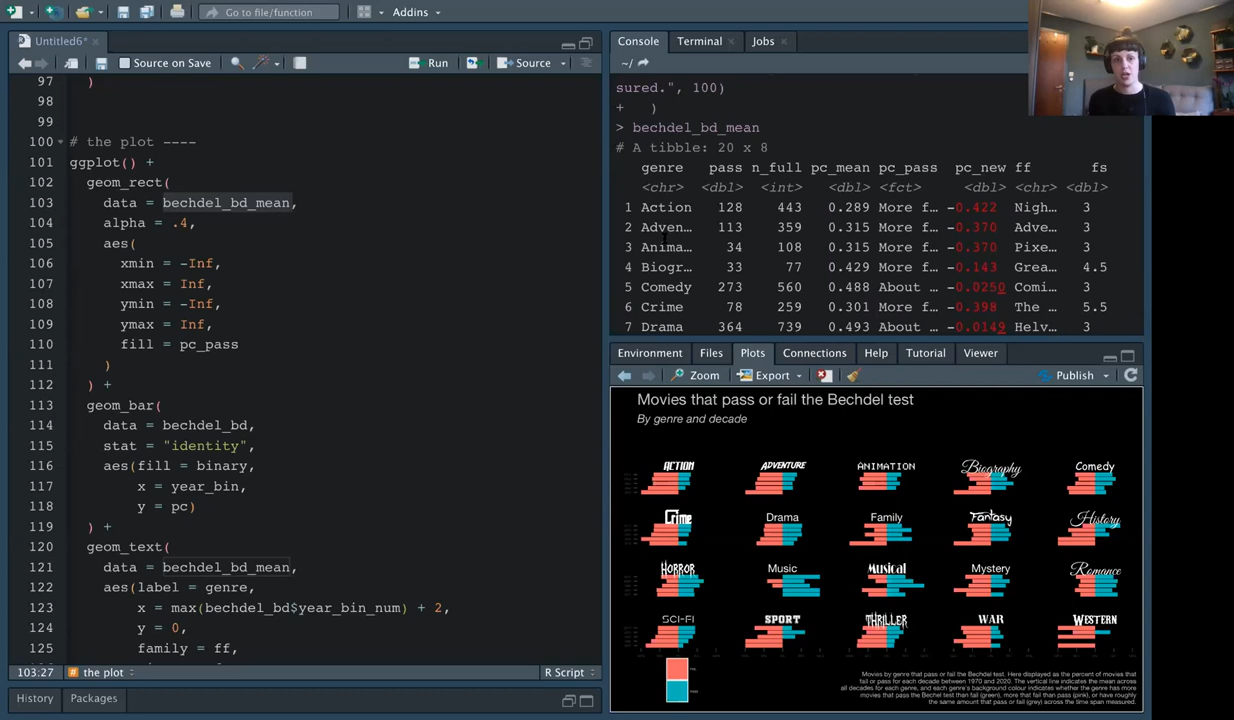 Go to file/function
Addins
Untitled6*
Source on Save
Run
Source
97 )
98
99
100 # the plot ----
101 ggplot() +
102 geom_rect(
103 data = bechdel_bd_mean,
104 alpha = .4,
105 aes(
106 xmin = -Inf,
107 xmax = Inf,
108 ymin = -Inf,
109 ymax = Inf,
110 fill = pc_pass
111 )
112 ) +
113 geom_bar(
114 data = bechdel_bd,
115 stat = "identity",
116 aes(fill = binary,
117 x = year_bin,
118 y = pc)
119 ) +
120 geom_text(
121 data = bechdel_bd_mean,
122 aes(label = genre,
123 x = max(bechdel_bd$year_bin_num) + 2,
124 y = 0,
125 family = ff,
103:27 # the plot R Script
History Packages
Console Terminal Jobs
~/
sured.", 100)
+ )
> bechdel_bd_mean
# A tibble: 20 x 8
genre pass n_full pc_mean pc_pass pc_new ff fs
<chr> <dbl> <int> <dbl> <fct> <dbl> <chr> <dbl>
1 Action 128 443 0.289 More f… -0.422 Nigh… 3
2 Adven… 113 359 0.315 More f… -0.370 Adve… 3
3 Anima… 34 108 0.315 More f… -0.370 Pixe… 3
4 Biogr… 33 77 0.429 More f… -0.143 Grea… 4.5
5 Comedy 273 560 0.488 About … -0.0250 Comi… 3
6 Crime 78 259 0.301 More f… -0.398 The … 5.5
7 Drama 364 739 0.493 About … -0.0149 Helv… 3
Environment Files Plots Connections Help Tutorial Viewer
Zoom Export Publish
Movies that pass or fail the Bechdel test
By genre and decade
ACTION ADVENTURE ANIMATION Biography Comedy
Crime Drama Family Fantasy History
HORROR Music Musical Mystery Romance
SCI-FI SPORT THRILLER WAR WESTERN
Movies by genre that pass or fail the Bechdel test. Here displayed as the percent of movies that
fail or pass for each decade between 1970 and 2020. The vertical line indicates the mean across
all decades for each genre, and each genre's background colour indicates whether the genre has more
movies that pass the Bechel test then fail (green), more that fail than pass (pink), or have roughly
the same amount that pass or fail (grey) across the time span measured.